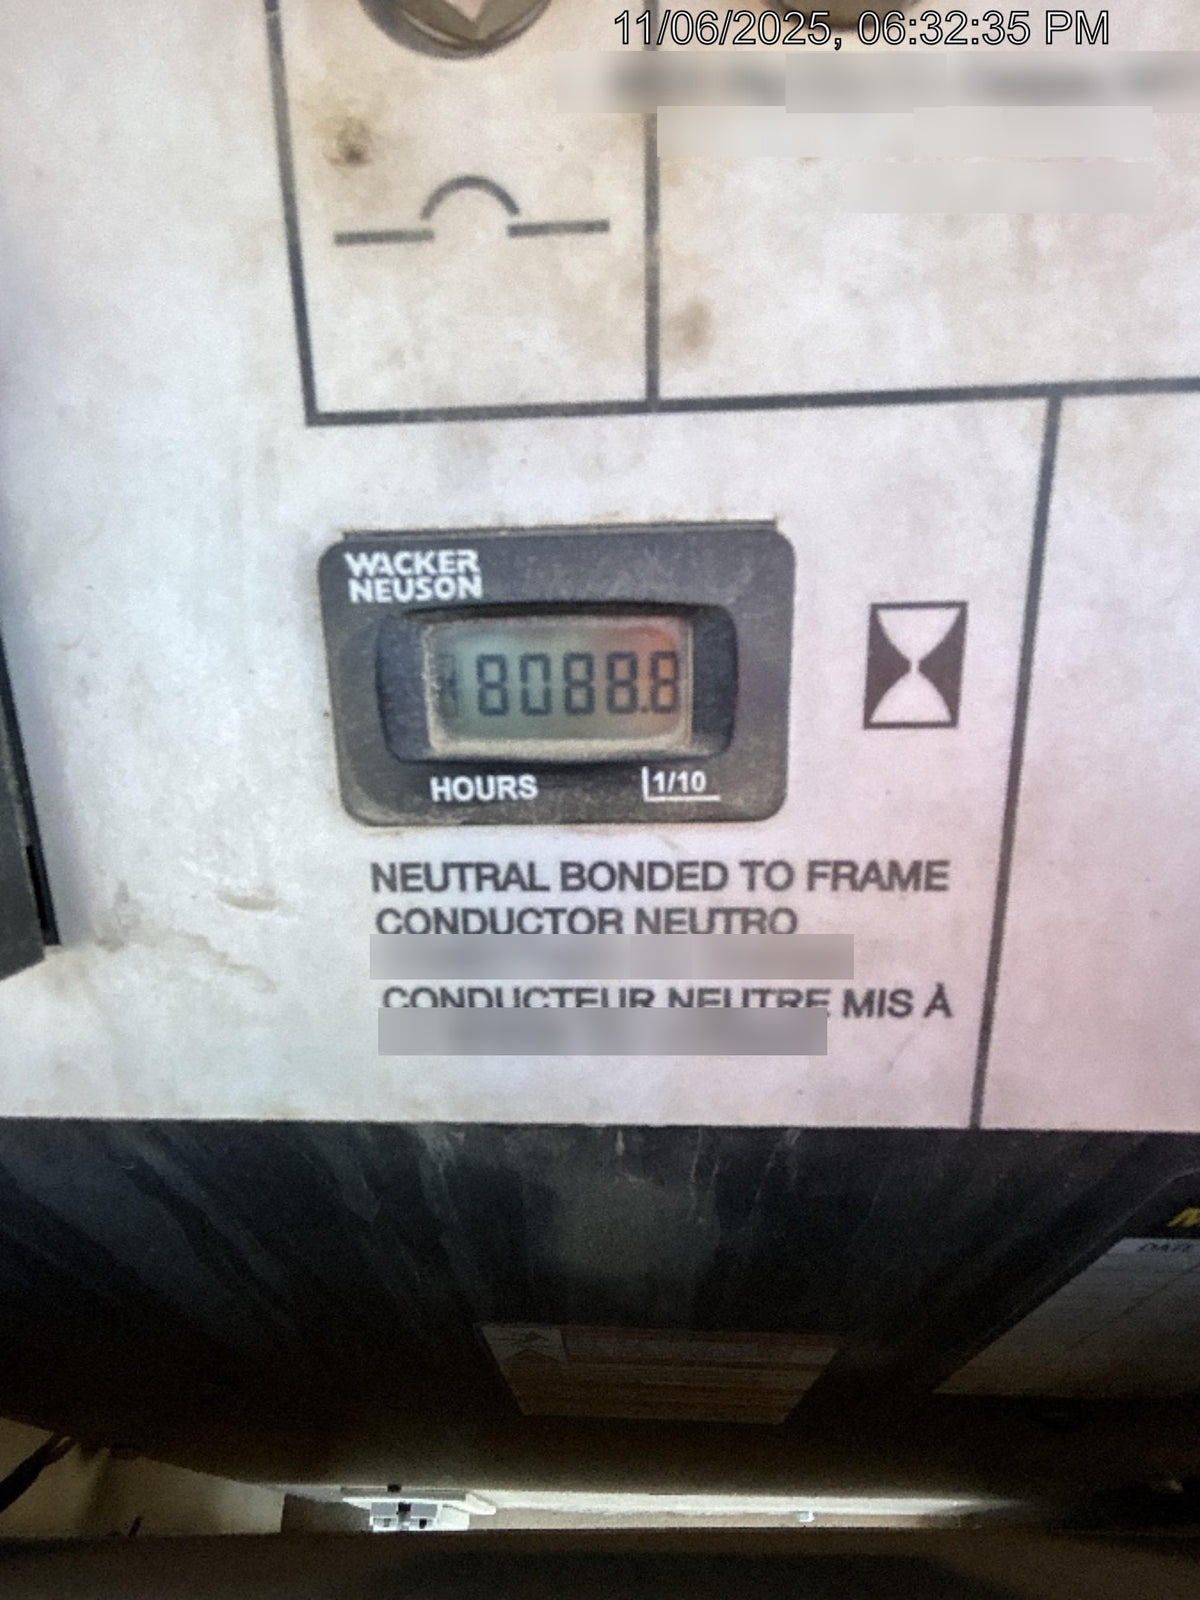 11/06/2025, 06:32:35 PM
WACKER
NEUSON
8088.8
HOURS
1/10
NEUTRAL BONDED TO FRAME
CONDUCTOR NEUTRO
CONDUCTEUR NEUTRE MIS À
DATE